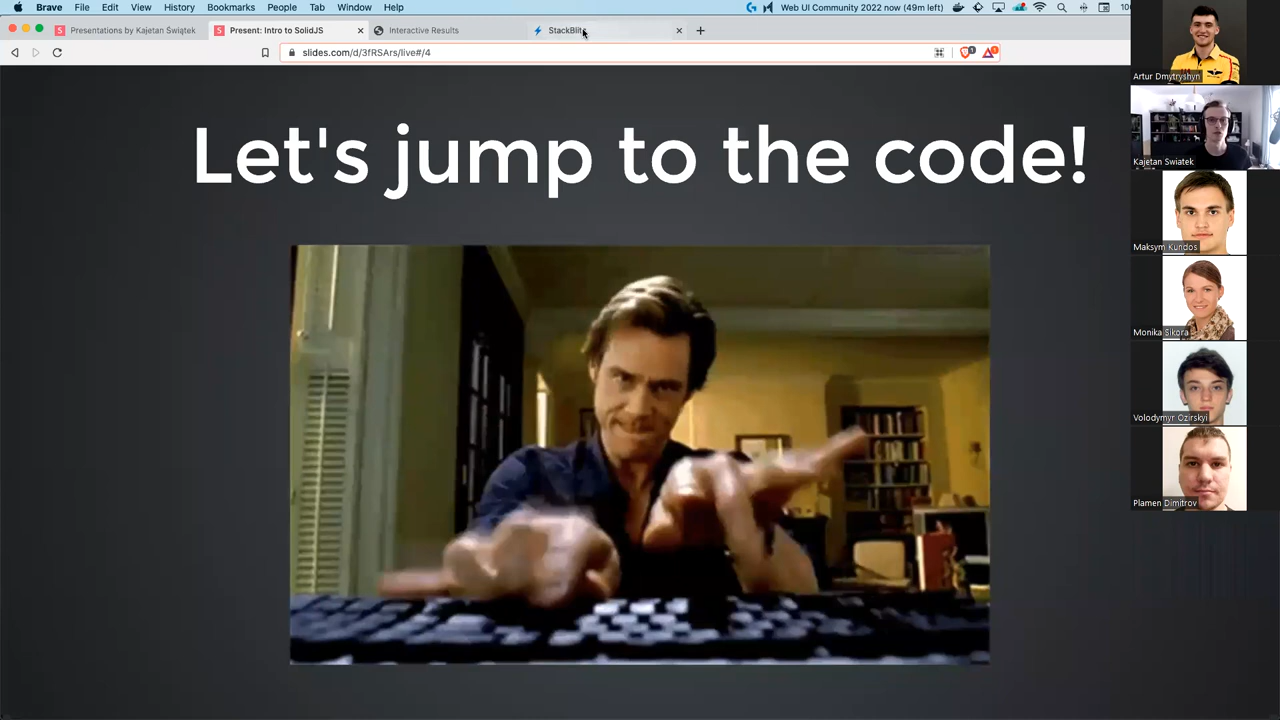 Brave File Edit View History Bookmarks People Tab Window Help
Web UI Community 2022 now (49m left)
Presentations by Kajetan Świątek
Present: Intro to SolidJS
Interactive Results
slides.com/d/3fRSArs/live#/4
Let's jump to the code!
Artur Dmytryshyn
Kajetan Swiatek
Maksym Kundos
Monika Sikora
Volodymyr Ozirskyi
Plamen Dimitrov